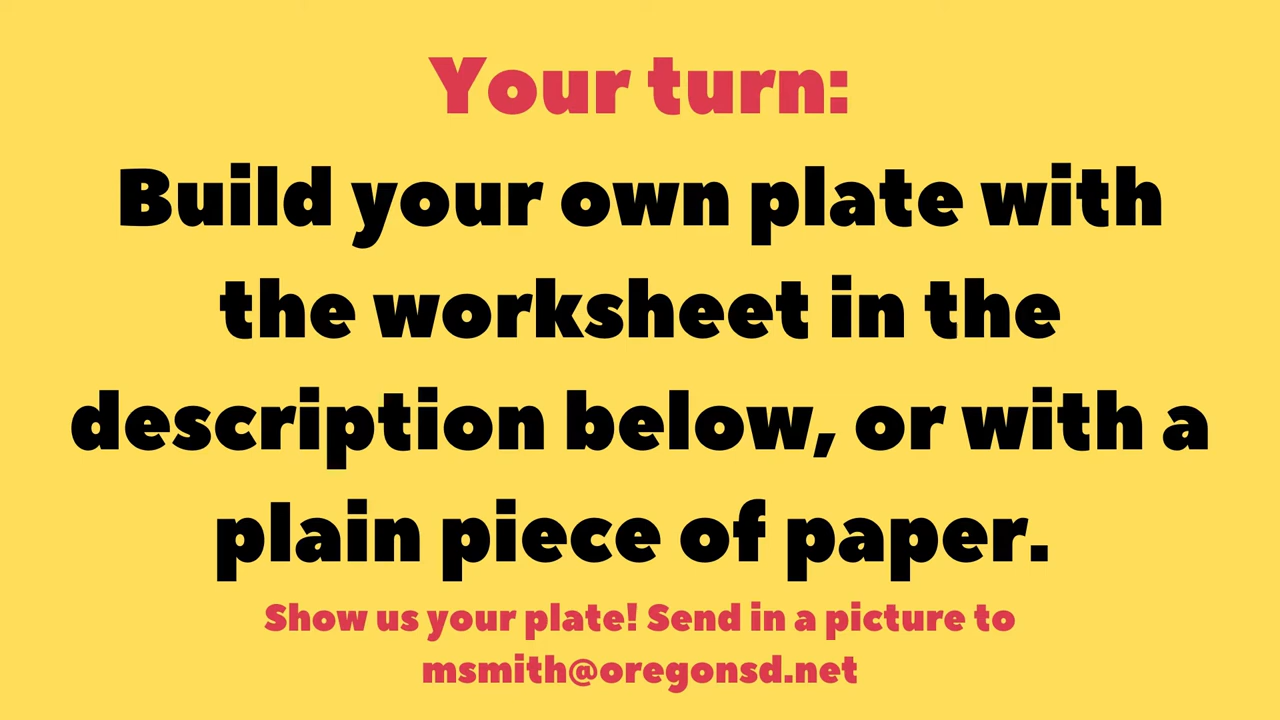 Your turn:
Build your own plate with
the worksheet in the
description below, or with a
plain piece of paper.
Show us your plate! Send in a picture to
msmith@oregonsd.net